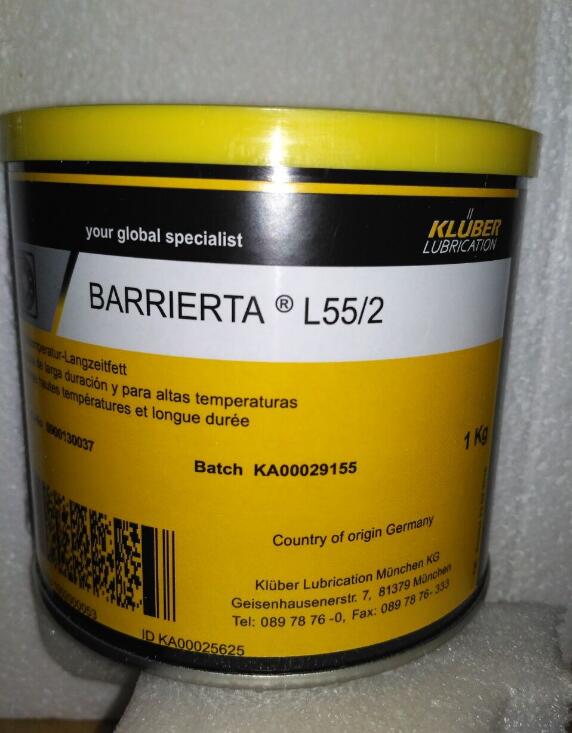 your global specialist
KLÜBER
LUBRICATION
BARRIERTA ® L55/2
-Langzeitfett
de larga duración y para altas temperaturas
hautes températures et longue durée
0900130037
1 Kg
Batch KA00029155
Country of origin Germany
Klüber Lubrication München KG
Geisenhausenerstr. 7, 81379 München
Tel: 089 78 76 -0, Fax: 089 78 76- 333
ID KA00025625